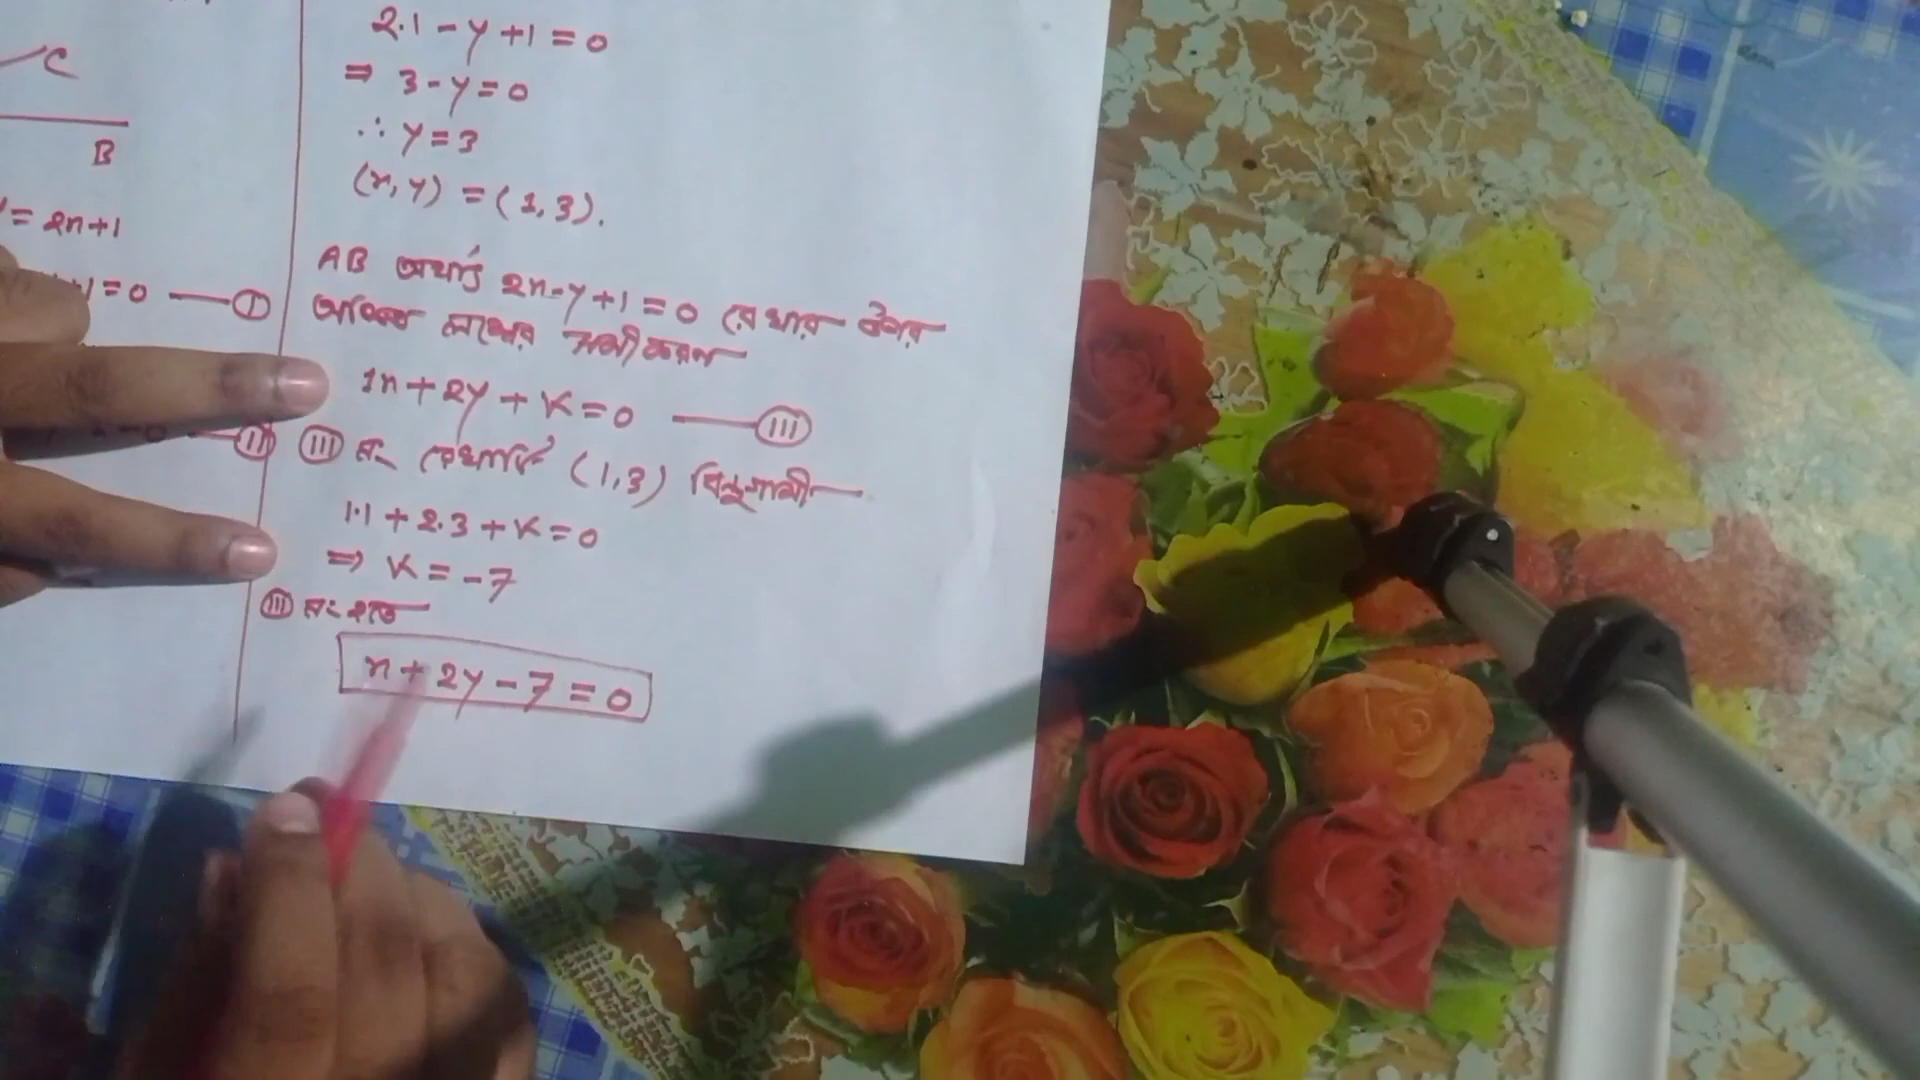 C
B
= 2x+1
y1=0 —— I
II
2.1 - y + 1 = 0
⇒ 3 - y = 0
∴ y = 3
(x, y) = (1, 3).
AB অর্থাৎ 2x - y + 1 = 0 রেখার উপর
অঙ্কিত লম্বের সমীকরণ
1x + 2y + K = 0 —— III
III নং রেখাটি (1, 3) বিন্দুগামী
1.1 + 2.3 + K = 0
⇒ K = -7
III নং হতে
x + 2y - 7 = 0